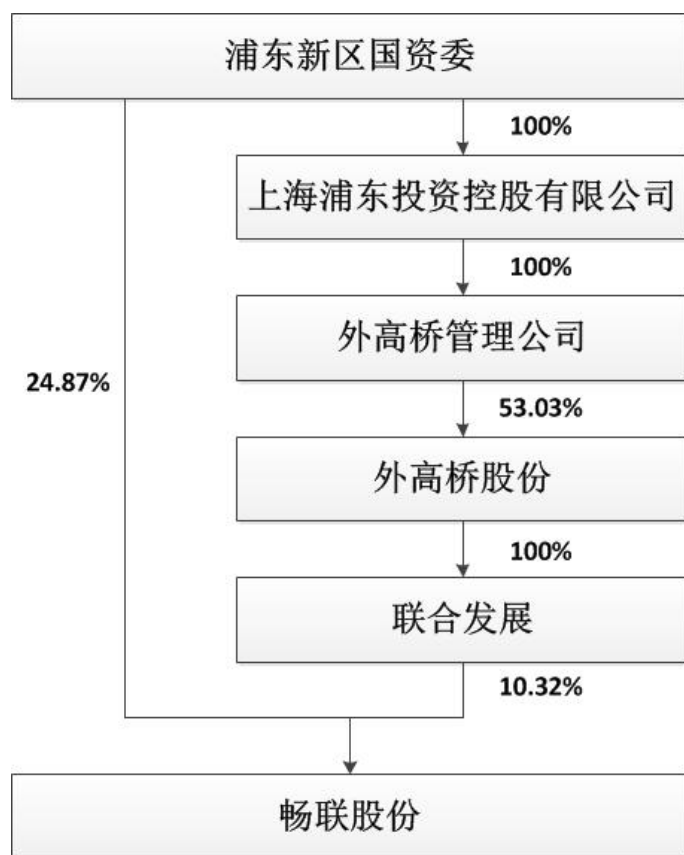 浦东新区国资委
100%
上海浦东投资控股有限公司
100%
外高桥管理公司
24.87%
53.03%
外高桥股份
100%
联合发展
10.32%
畅联股份